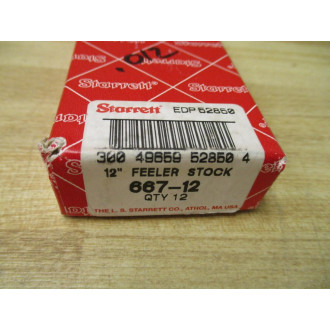 .012
Starrett
Starrett EDP 52850
300 49659 52850 4
12" FEELER STOCK
667-12
QTY 12
THE L. S. STARRETT CO., ATHOL, MA USA